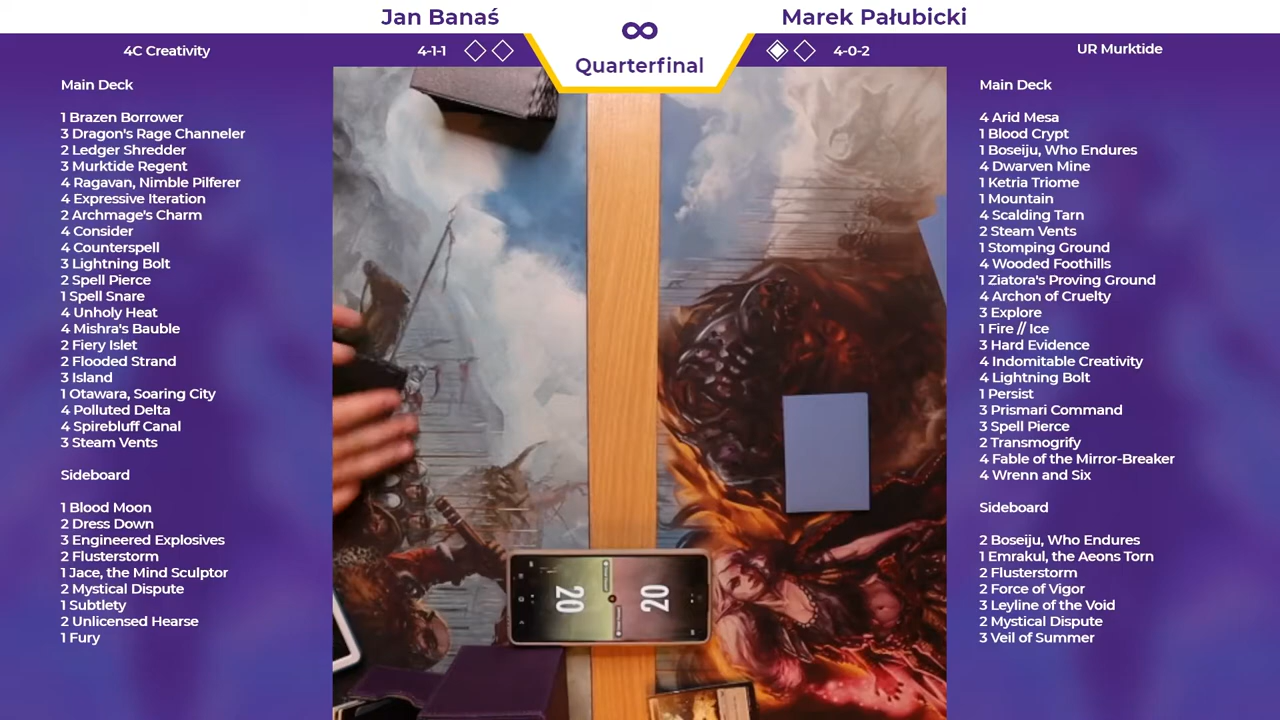 Jan Banaś
∞
Marek Pałubicki
4C Creativity
4-1-1
Quarterfinal
4-0-2
UR Murktide
Main Deck
1 Brazen Borrower
3 Dragon's Rage Channeler
2 Ledger Shredder
3 Murktide Regent
4 Ragavan, Nimble Pilferer
4 Expressive Iteration
2 Archmage's Charm
4 Consider
4 Counterspell
3 Lightning Bolt
2 Spell Pierce
1 Spell Snare
4 Unholy Heat
4 Mishra's Bauble
2 Fiery Islet
2 Flooded Strand
3 Island
1 Otawara, Soaring City
4 Polluted Delta
4 Spirebluff Canal
3 Steam Vents
Sideboard
1 Blood Moon
2 Dress Down
3 Engineered Explosives
2 Flusterstorm
1 Jace, the Mind Sculptor
2 Mystical Dispute
1 Subtlety
2 Unlicensed Hearse
1 Fury
20
20
Main Deck
4 Arid Mesa
1 Blood Crypt
1 Boseiju, Who Endures
4 Dwarven Mine
1 Ketria Triome
1 Mountain
4 Scalding Tarn
2 Steam Vents
1 Stomping Ground
4 Wooded Foothills
1 Ziatora's Proving Ground
4 Archon of Cruelty
3 Explore
1 Fire // Ice
3 Hard Evidence
4 Indomitable Creativity
4 Lightning Bolt
1 Persist
3 Prismari Command
3 Spell Pierce
2 Transmogrify
4 Fable of the Mirror-Breaker
4 Wrenn and Six
Sideboard
2 Boseiju, Who Endures
1 Emrakul, the Aeons Torn
2 Flusterstorm
2 Force of Vigor
3 Leyline of the Void
2 Mystical Dispute
3 Veil of Summer